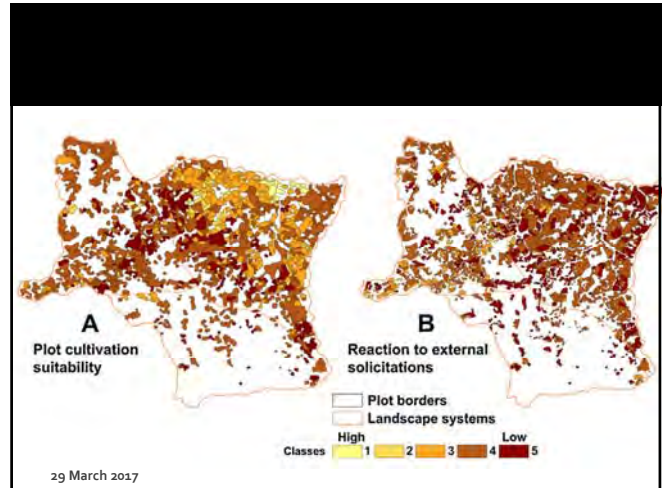 A
Plot cultivation
suitability
B
Reaction to external
solicitations
Plot borders
Landscape systems
High Low
Classes 1 2 3 4 5
29 March 2017